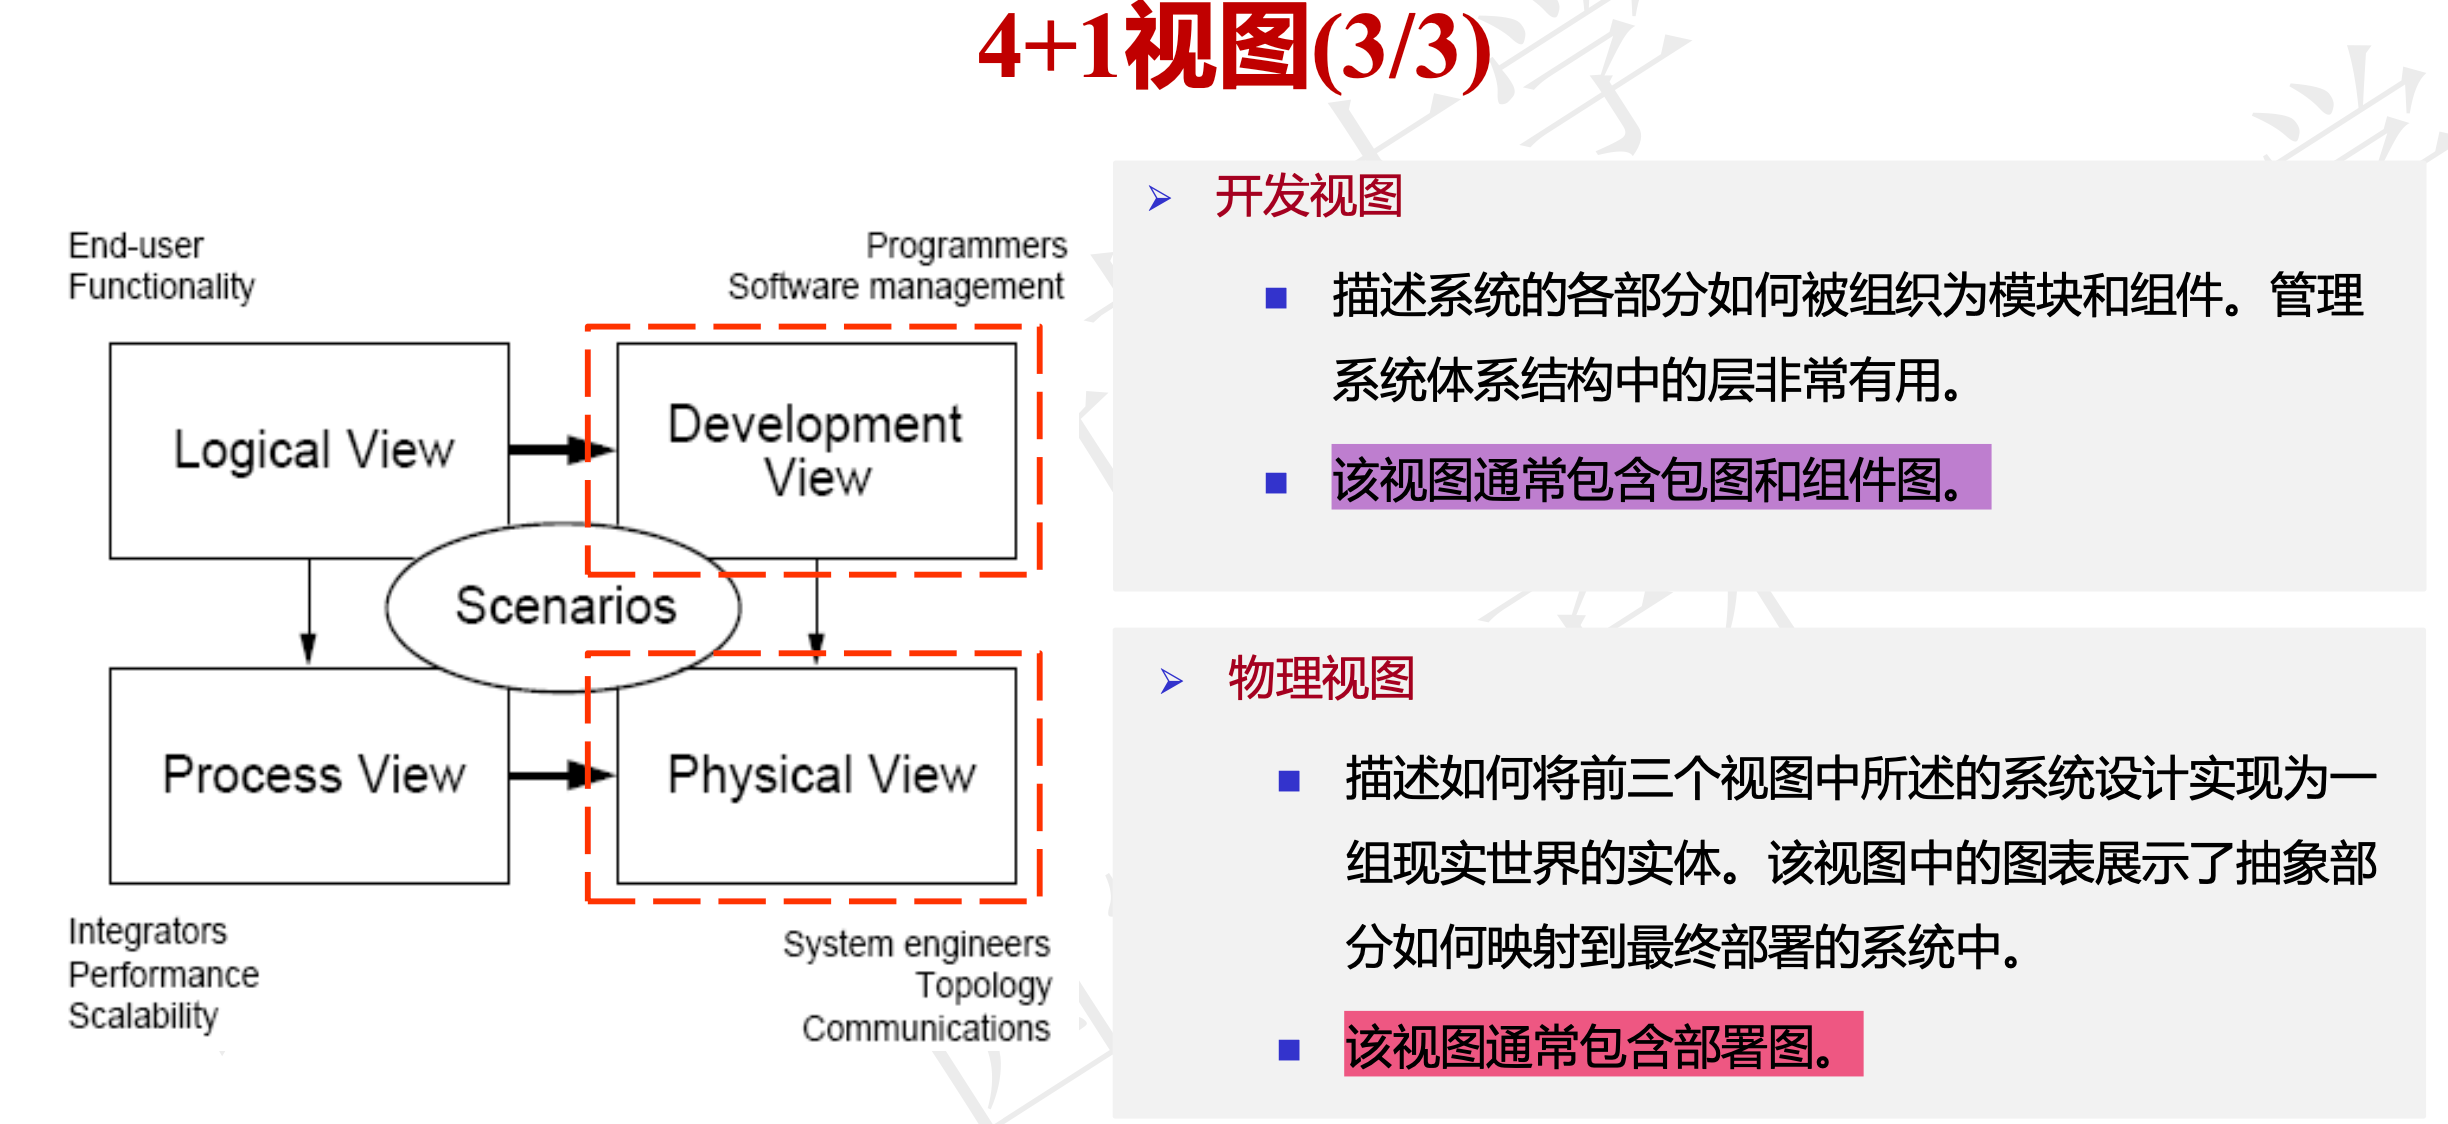 4+1视图(3/3)
End-user
Functionality
Programmers
Software management
Logical View
Development
View
Scenarios
Process View
Physical View
Integrators
Performance
Scalability
System engineers
Topology
Communications
开发视图
描述系统的各部分如何被组织为模块和组件。管理
系统体系结构中的层非常有用。
该视图通常包含包图和组件图。
物理视图
描述如何将前三个视图中所述的系统设计实现为一
组现实世界的实体。该视图中的图表展示了抽象部
分如何映射到最终部署的系统中。
该视图通常包含部署图。